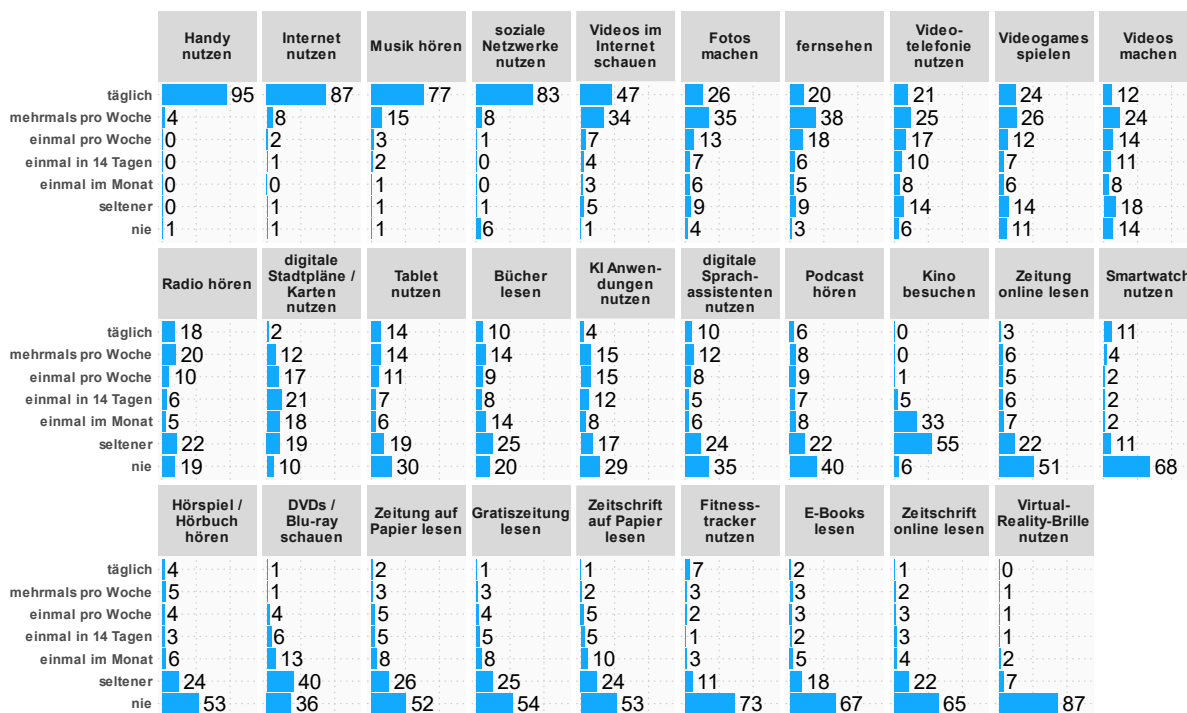 Handy
nutzen
Internet
nutzen
Musik hören
soziale
Netzwerke
nutzen
Videos im
Internet
schauen
Fotos
machen
fernsehen
Video-
telefonie
nutzen
Videogames
spielen
Videos
machen
täglich 95 87 77 83 47 26 20 21 24 12
mehrmals pro Woche 4 8 15 8 34 35 38 25 26 24
einmal pro Woche 0 2 3 1 7 13 18 17 12 14
einmal in 14 Tagen 0 1 2 0 4 7 6 10 7 11
einmal im Monat 0 0 1 0 3 6 5 8 6 8
seltener 0 1 1 1 5 9 9 14 14 18
nie 1 1 1 6 1 4 3 6 11 14
Radio hören
digitale
Stadtpläne /
Karten
nutzen
Tablet
nutzen
Bücher
lesen
KI Anwen-
dungen
nutzen
digitale
Sprach-
assistenten
nutzen
Podcast
hören
Kino
besuchen
Zeitung
online lesen
Smartwatch
nutzen
täglich 18 2 14 10 4 10 6 0 3 11
mehrmals pro Woche 20 12 14 14 15 12 8 0 6 4
einmal pro Woche 10 17 11 9 15 8 9 1 5 2
einmal in 14 Tagen 6 21 7 8 12 5 7 5 6 2
einmal im Monat 5 18 6 14 8 6 8 33 7 2
seltener 22 19 19 25 17 24 22 55 22 11
nie 19 10 30 20 29 35 40 6 51 68
Hörspiel /
Hörbuch
hören
DVDs /
Blu-ray
schauen
Zeitung auf
Papier lesen
Gratiszeitung
lesen
Zeitschrift
auf Papier
lesen
Fitness-
tracker
nutzen
E-Books
lesen
Zeitschrift
online lesen
Virtual-
Reality-Brille
nutzen
täglich 4 1 2 1 1 7 2 1 0
mehrmals pro Woche 5 1 3 3 2 3 3 2 1
einmal pro Woche 4 4 5 4 5 2 3 3 1
einmal in 14 Tagen 3 6 5 5 5 1 2 3 1
einmal im Monat 6 13 8 8 10 3 5 4 2
seltener 24 40 26 25 24 11 18 22 7
nie 53 36 52 54 53 73 67 65 87